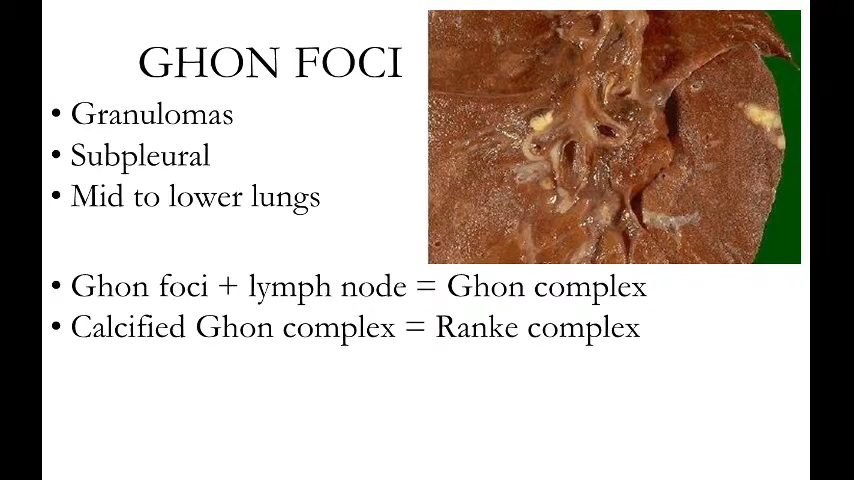 GHON FOCI
• Granulomas
• Subpleural
• Mid to lower lungs
• Ghon foci + lymph node = Ghon complex
• Calcified Ghon complex = Ranke complex